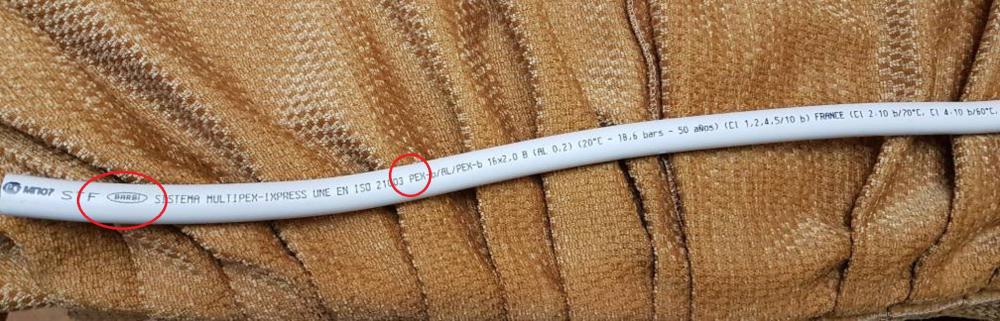 S F BARBI SISTEMA MULTIPEX-IXPRESS UNE EN ISO 21003 PEX-b/AL/PEX-b 16x2,0 B (AL 0.2) (20°C - 18,6 bars - 50 años) (Cl 1,2,4,5/10 b) FRANCE (Cl 2-10 b/70°C, Cl 4-10 b/60°C,